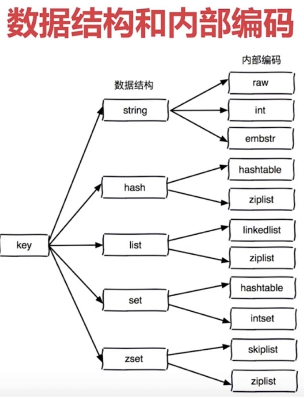 数据结构和内部编码
数据结构
内部编码
key
string
raw
int
embstr
hash
hashtable
ziplist
list
linkedlist
ziplist
set
hashtable
intset
zset
skiplist
ziplist